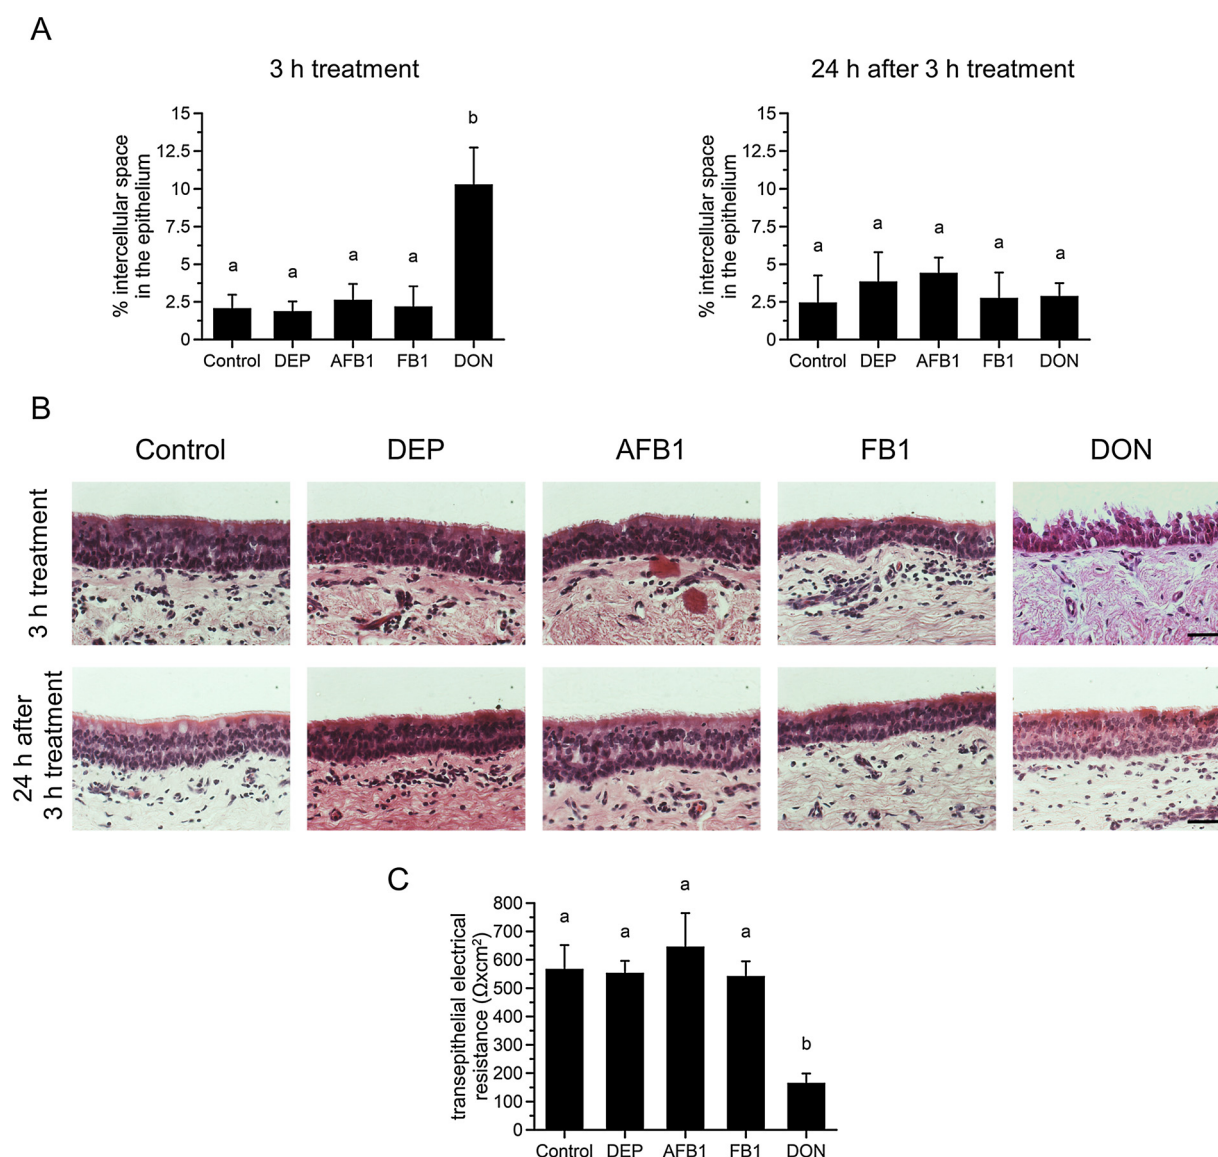 A
3 h treatment
24 h after 3 h treatment
% intercellular space
in the epithelium
15
12.5
10
7.5
5
2.5
0
a
a
a
a
b
Control
DEP
AFB1
FB1
DON
% intercellular space
in the epithelium
15
12.5
10
7.5
5
2.5
0
a
a
a
a
a
Control
DEP
AFB1
FB1
DON
B
Control
DEP
AFB1
FB1
DON
3 h treatment
24 h after
3 h treatment
C
transepithelial electrical
resistance (Ωxcm²)
800
700
600
500
400
300
200
100
0
a
a
a
a
b
Control
DEP
AFB1
FB1
DON